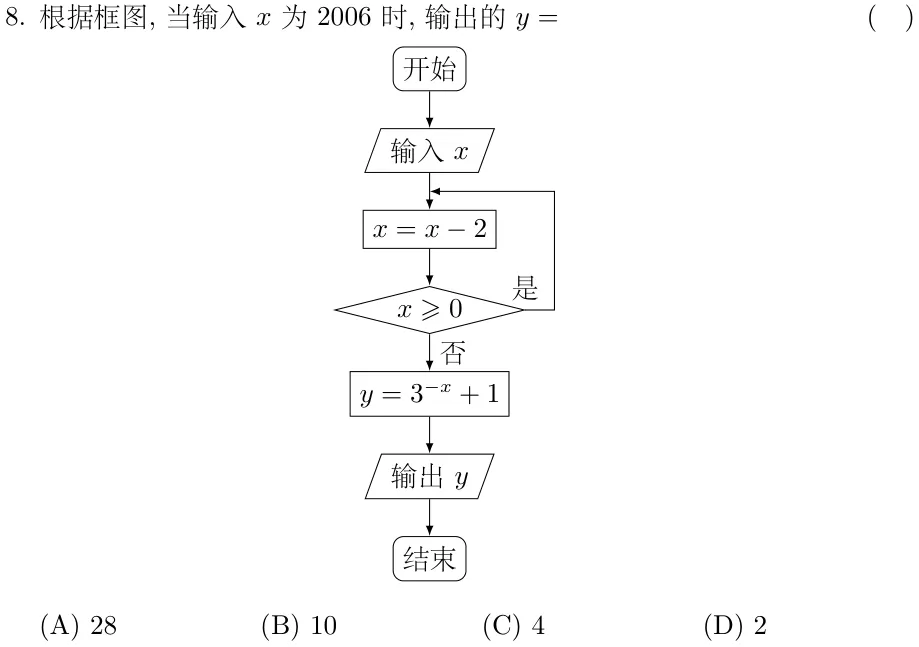 8. 根据框图, 当输入 x 为 2006 时, 输出的 y = ( )
开始
输入 x
x = x − 2
是
x ⩾ 0
否
y = 3^{−x} + 1
输出 y
结束
(A) 28 (B) 10 (C) 4 (D) 2